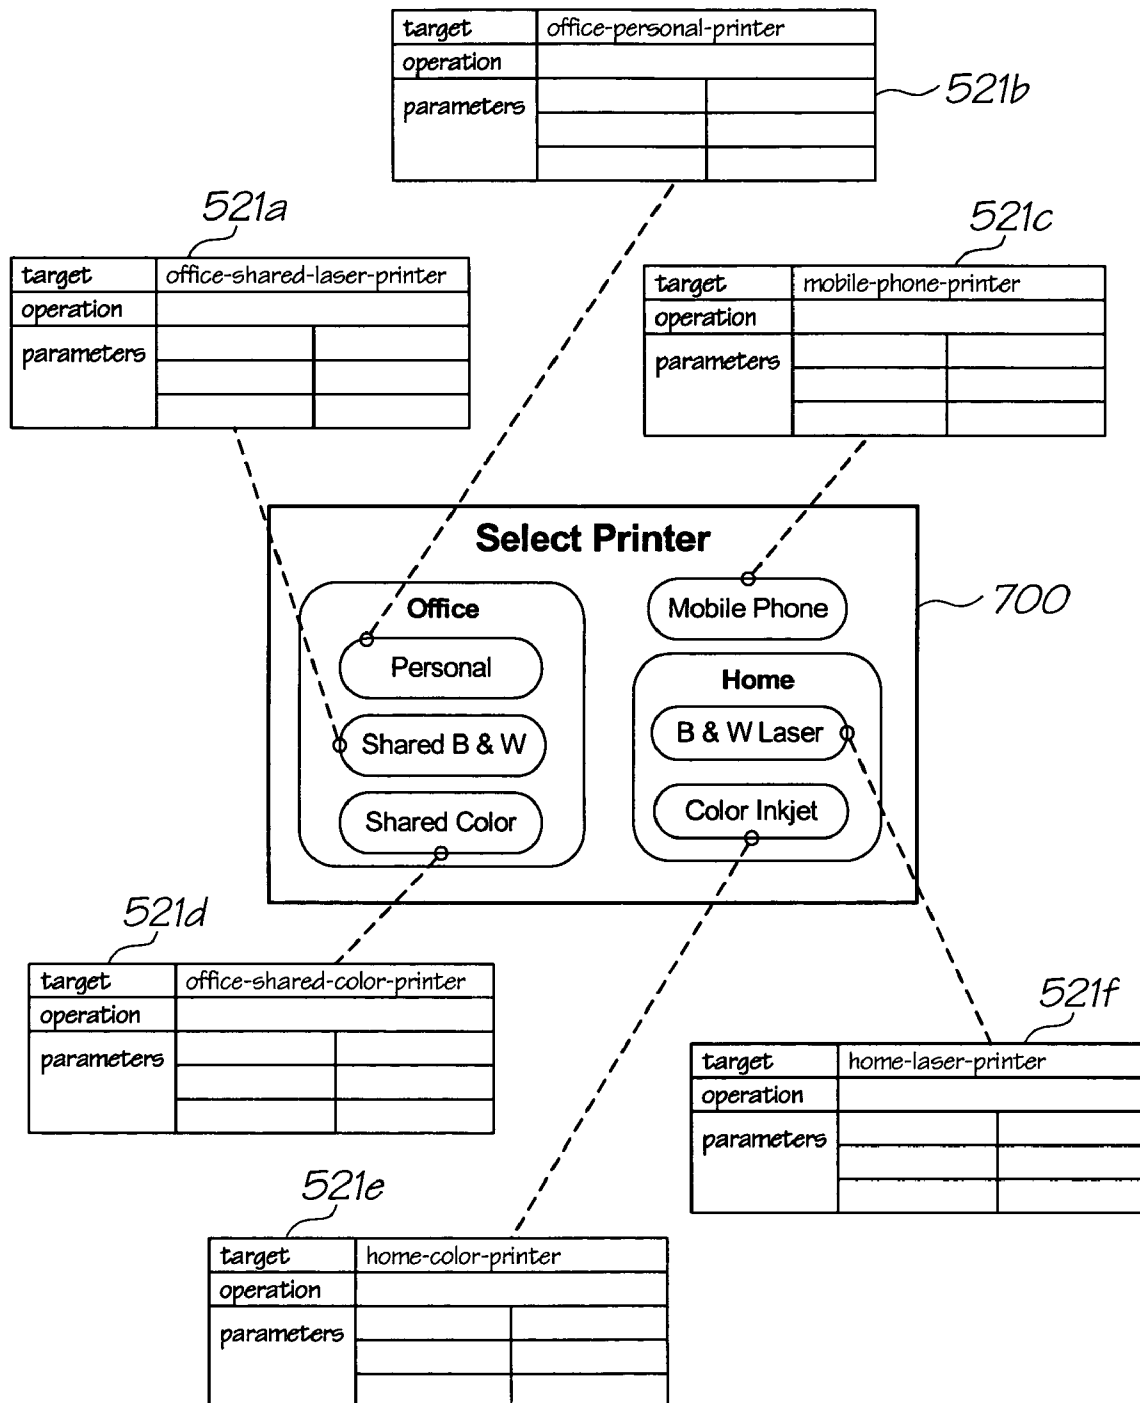 target office-personal-printer
operation
parameters
521b
521a
target office-shared-laser-printer
operation
parameters
521c
target mobile-phone-printer
operation
parameters
Select Printer
Office
Personal
Shared B & W
Shared Color
Mobile Phone
Home
B & W Laser
Color Inkjet
700
521d
target office-shared-color-printer
operation
parameters
521f
target home-laser-printer
operation
parameters
521e
target home-color-printer
operation
parameters